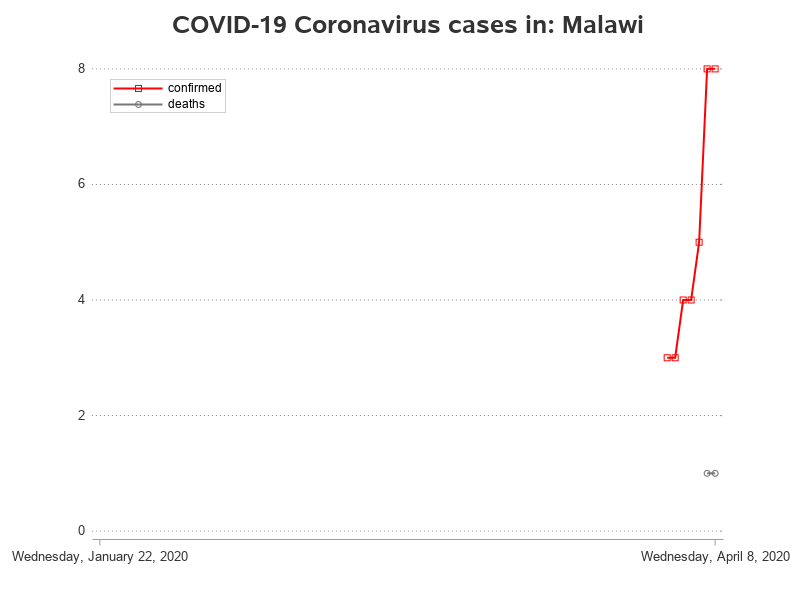 COVID-19 Coronavirus cases in: Malawi
confirmed
deaths
8
6
4
2
0
Wednesday, January 22, 2020
Wednesday, April 8, 2020